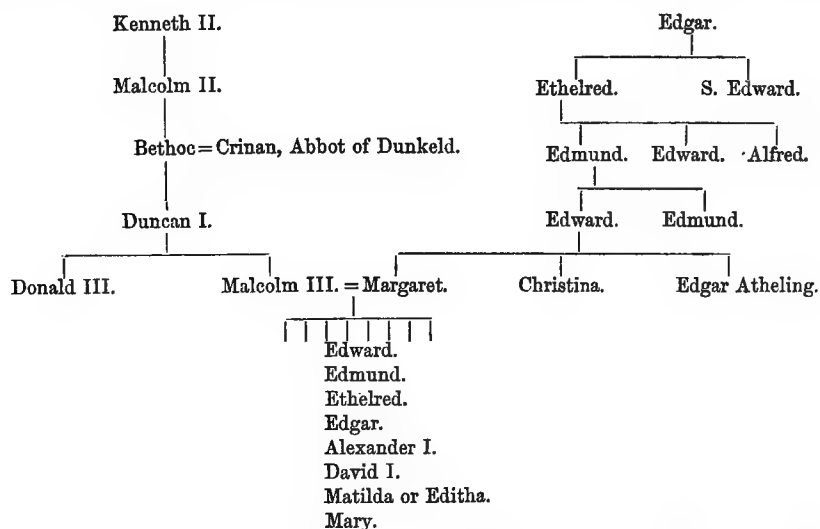 Kenneth II. Edgar.
Malcolm II. Ethelred. S. Edward.
Bethoc=Crinan, Abbot of Dunkeld. Edmund. Edward. Alfred.
Duncan I. Edward. Edmund.
Donald III. Malcolm III.=Margaret. Christina. Edgar Atheling.
Edward.
Edmund.
Ethelred.
Edgar.
Alexander I.
David I.
Matilda or Editha.
Mary.